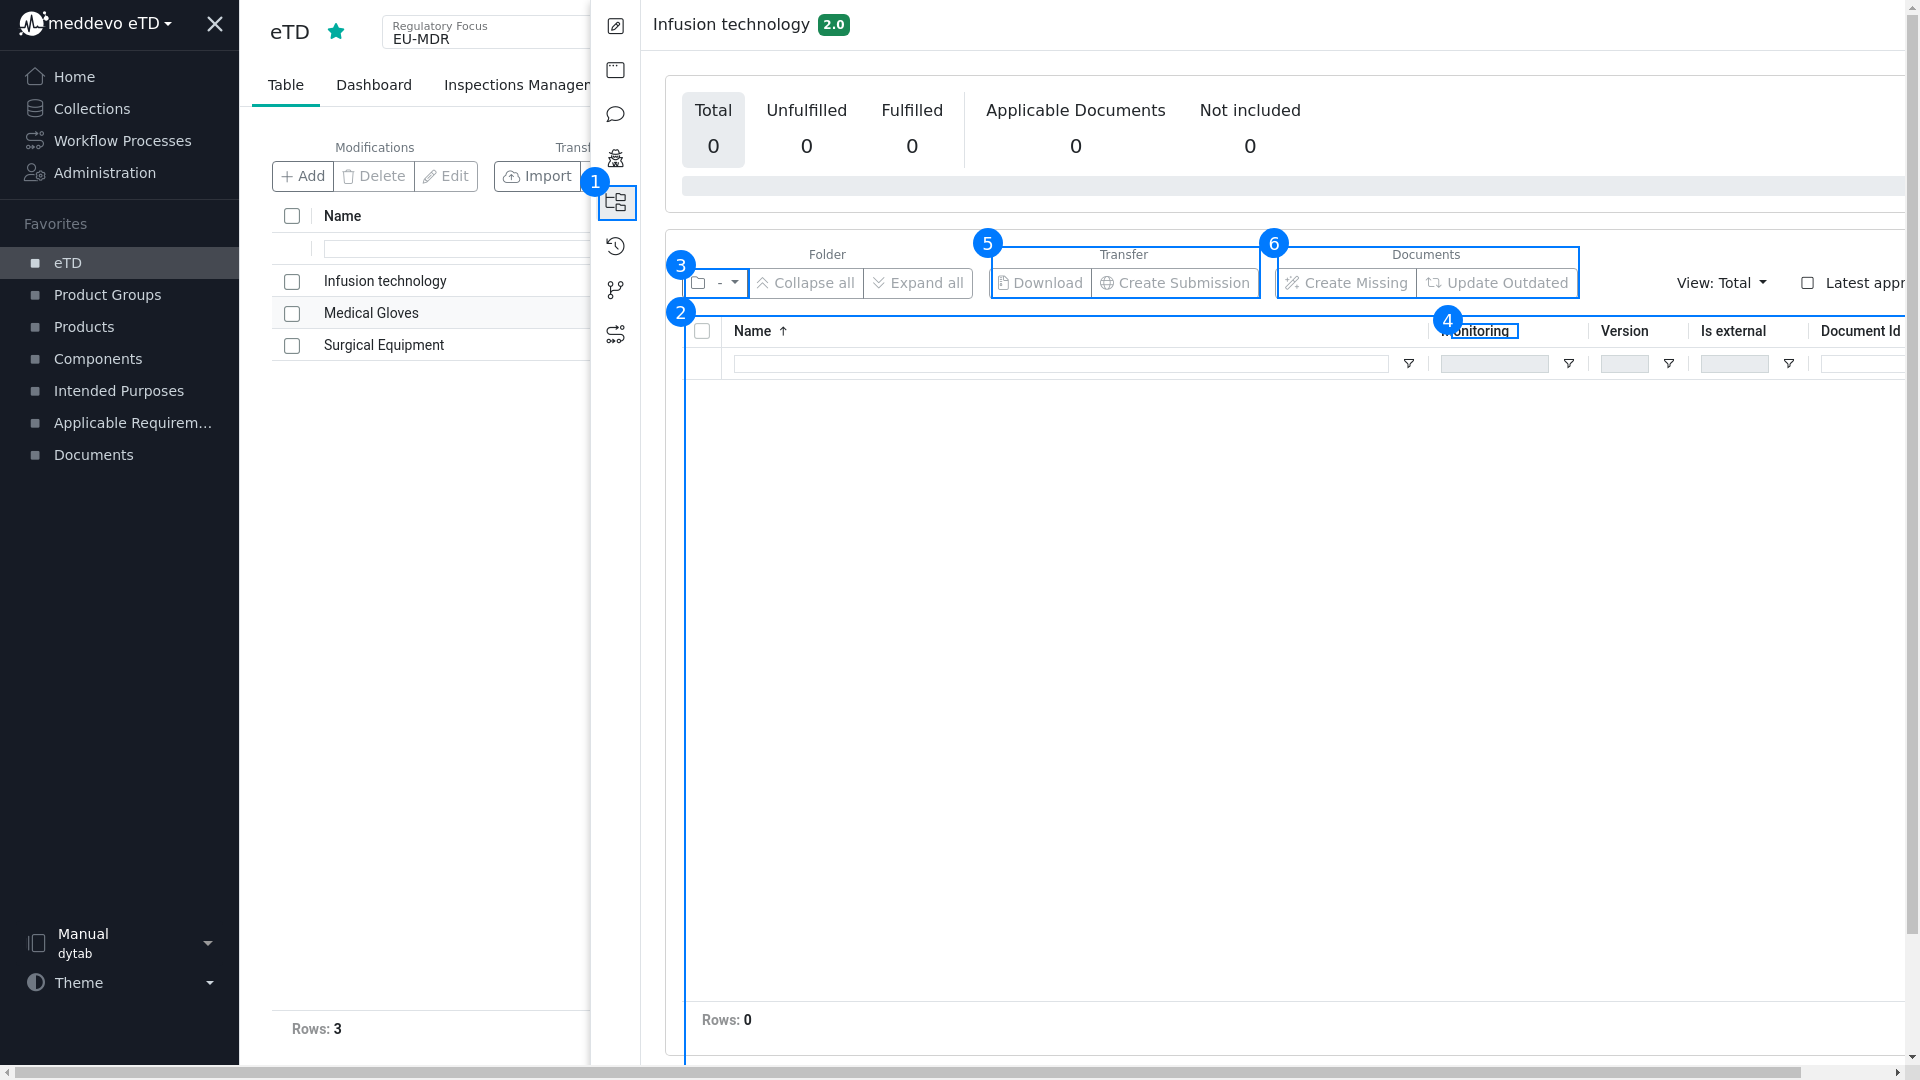 meddevo eTD
Home
Collections
Workflow Processes
Administration
Favorites
eTD
Product Groups
Products
Components
Intended Purposes
Applicable Requirem...
Documents
Manual
dytab
Theme
eTD
Regulatory Focus
EU-MDR
Table
Dashboard
Inspections Manager
Modifications
Transf
Add
Delete
Edit
Import
Name
Infusion technology
Medical Gloves
Surgical Equipment
Rows: 3
1
Infusion technology
2.0
Total
0
Unfulfilled
0
Fulfilled
0
Applicable Documents
0
Not included
0
3
Folder
5
Transfer
6
Documents
-
Collapse all
Expand all
Download
Create Submission
Create Missing
Update Outdated
View: Total
Latest appr
2
Name ↑
4
onitoring
Version
Is external
Document Id
Rows: 0